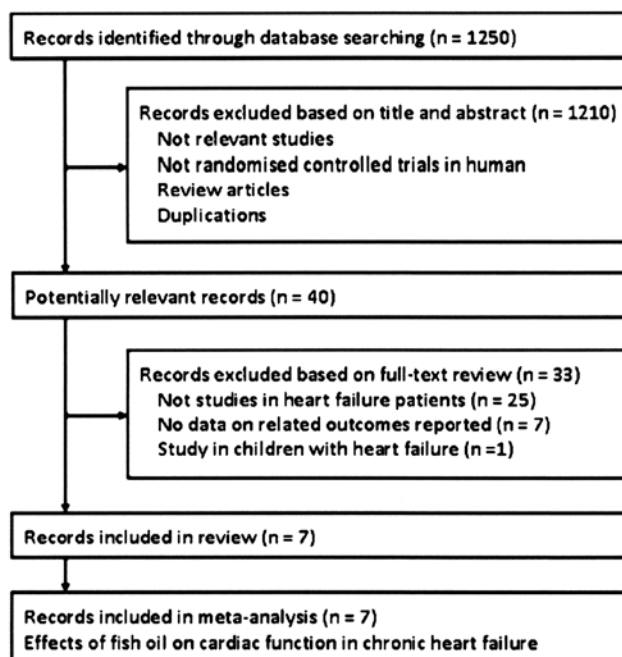 Records identified through database searching (n = 1250)
Records excluded based on title and abstract (n = 1210)
Not relevant studies
Not randomised controlled trials in human
Review articles
Duplications
Potentially relevant records (n = 40)
Records excluded based on full-text review (n = 33)
Not studies in heart failure patients (n = 25)
No data on related outcomes reported (n = 7)
Study in children with heart failure (n =1)
Records included in review (n = 7)
Records included in meta-analysis (n = 7)
Effects of fish oil on cardiac function in chronic heart failure